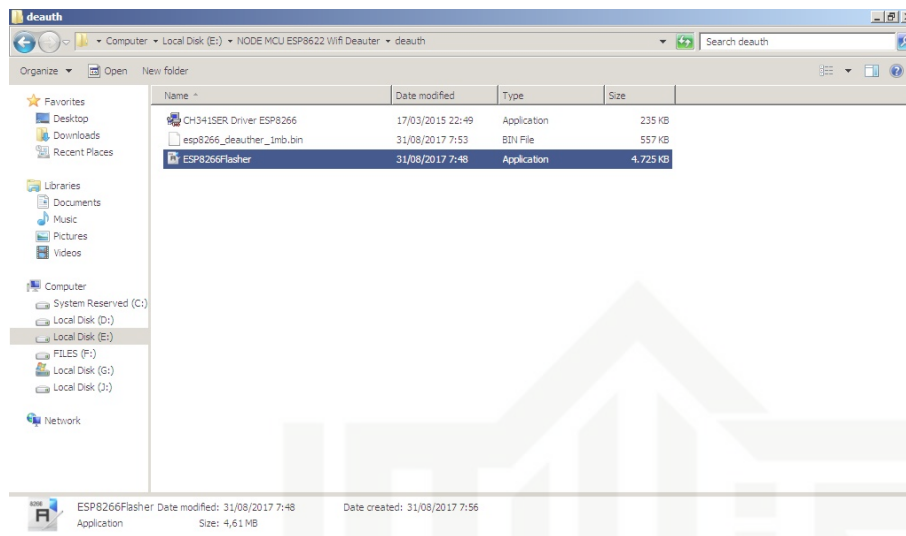 deauth
Computer Local Disk (E:) NODE MCU ESP8622 Wifi Deauter deauth
Search deauth
Organize Open New folder
Name Date modified Type Size
Favorites
Desktop
Downloads
Recent Places
Libraries
Documents
Music
Pictures
Videos
Computer
System Reserved (C:)
Local Disk (D:)
Local Disk (E:)
FILES (F:)
Local Disk (G:)
Local Disk (J:)
Network
CH341SER Driver ESP8266 17/03/2015 22:49 Application 235 KB
esp8266_deauther_1mb.bin 31/08/2017 7:53 BIN File 557 KB
ESP8266Flasher 31/08/2017 7:48 Application 4.725 KB
ESP8266Flasher Date modified: 31/08/2017 7:48 Date created: 31/08/2017 7:56
Application Size: 4,61 MB